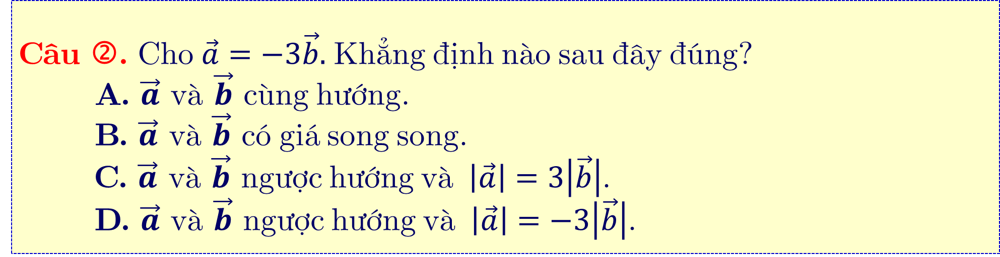 Câu ②. Cho $\vec{a} = -3\vec{b}$. Khẳng định nào sau đây đúng?
A. $\vec{a}$ và $\vec{b}$ cùng hướng.
B. $\vec{a}$ và $\vec{b}$ có giá song song.
C. $\vec{a}$ và $\vec{b}$ ngược hướng và $|\vec{a}| = 3|\vec{b}|$.
D. $\vec{a}$ và $\vec{b}$ ngược hướng và $|\vec{a}| = -3|\vec{b}|$.